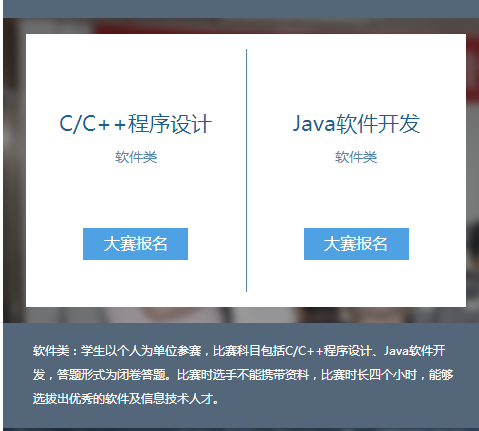 C/C++程序设计
软件类
大赛报名
Java软件开发
软件类
大赛报名
软件类：学生以个人为单位参赛，比赛科目包括C/C++程序设计、Java软件开
发，答题形式为闭卷答题。比赛时选手不能携带资料，比赛时长四个小时，能够
选拔出优秀的软件及信息技术人才。